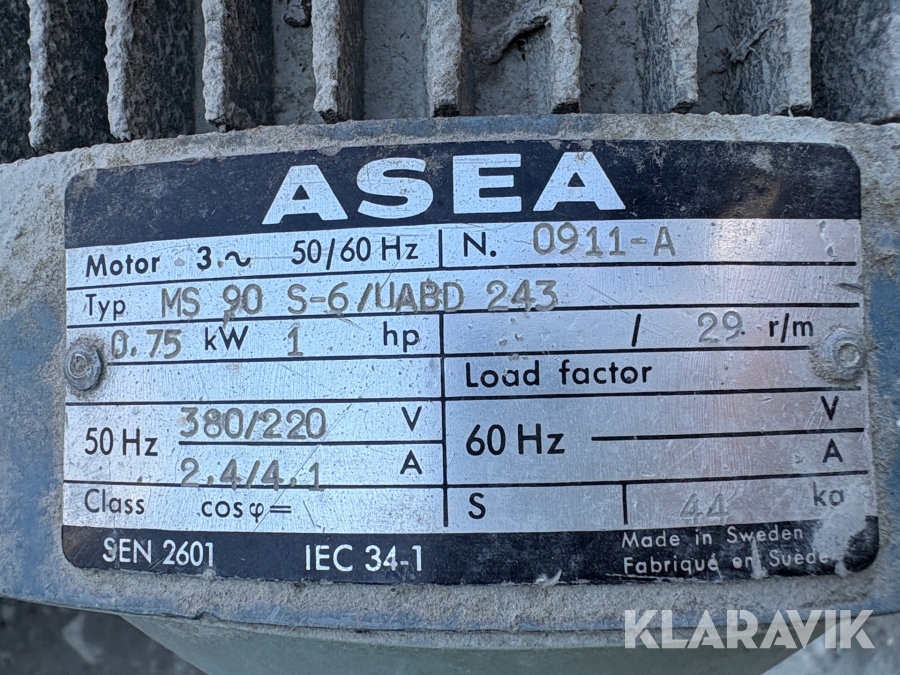 ASEA
Motor 3~ 50/60 Hz N. 0911-A
Typ MS 90 S-6/UABD 243
0.75 kW 1 hp / 29 r/m
Load factor
50 Hz 380/220 V 60 Hz V
2.4/4.1 A A
Class cosφ= S 44 kg
SEN 2601 IEC 34-1 Made in Sweden
Fabriqué en Suède
KLARAVIK